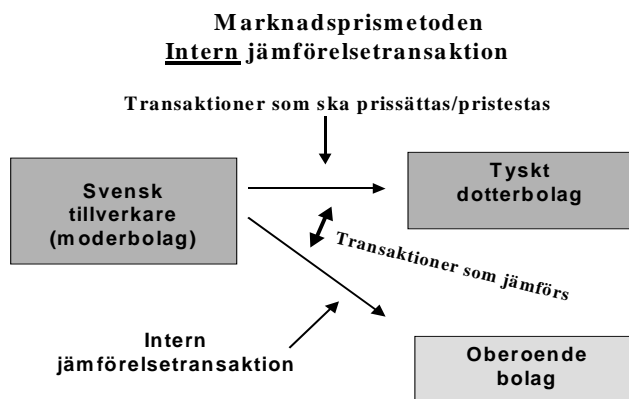 Marknadsprismetoden
Intern jämförelsetransaktion
Transaktioner som ska prissättas/pristestas
Svensk
tillverkare
(moderbolag)
Tyskt
dotterbolag
Transaktioner som jämförs
Intern
jämförelsetransaktion
Oberoende
bolag